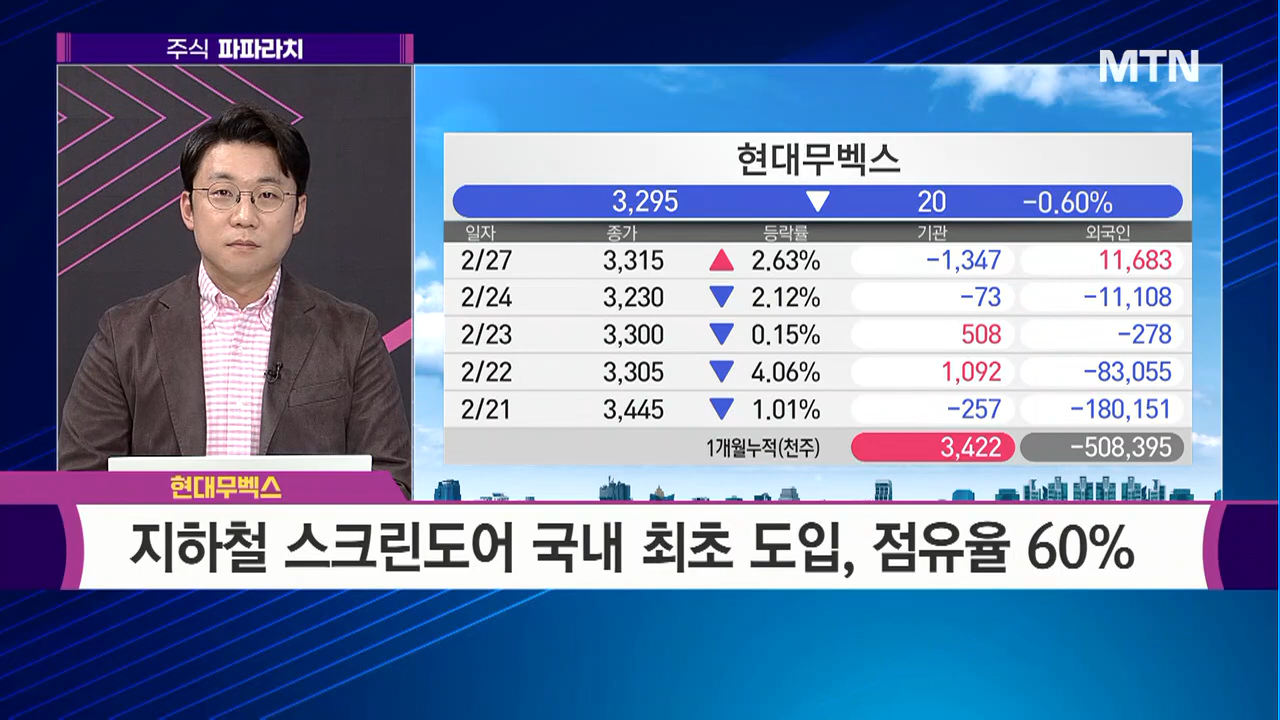 주식 파파라치
MTN
현대무벡스
3,295 ▼ 20 -0.60%
일자 종가 등락률 기관 외국인
2/27 3,315 ▲ 2.63% -1,347 11,683
2/24 3,230 ▼ 2.12% -73 -11,108
2/23 3,300 ▼ 0.15% 508 -278
2/22 3,305 ▼ 4.06% 1,092 -83,055
2/21 3,445 ▼ 1.01% -257 -180,151
1개월누적(천주) 3,422 -508,395
현대무벡스
지하철 스크린도어 국내 최초 도입, 점유율 60%